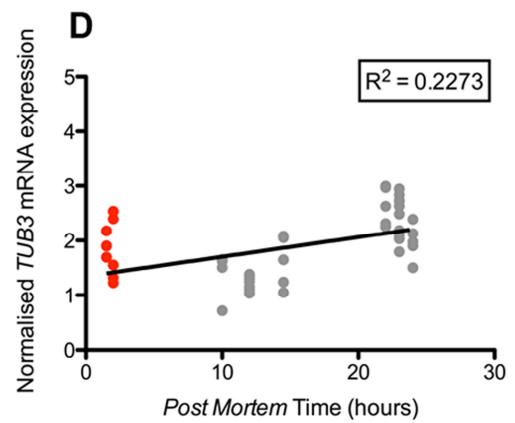 D
R² = 0.2273
Normalised TUB3 mRNA expression
5
4
3
2
1
0
0 10 20 30
Post Mortem Time (hours)